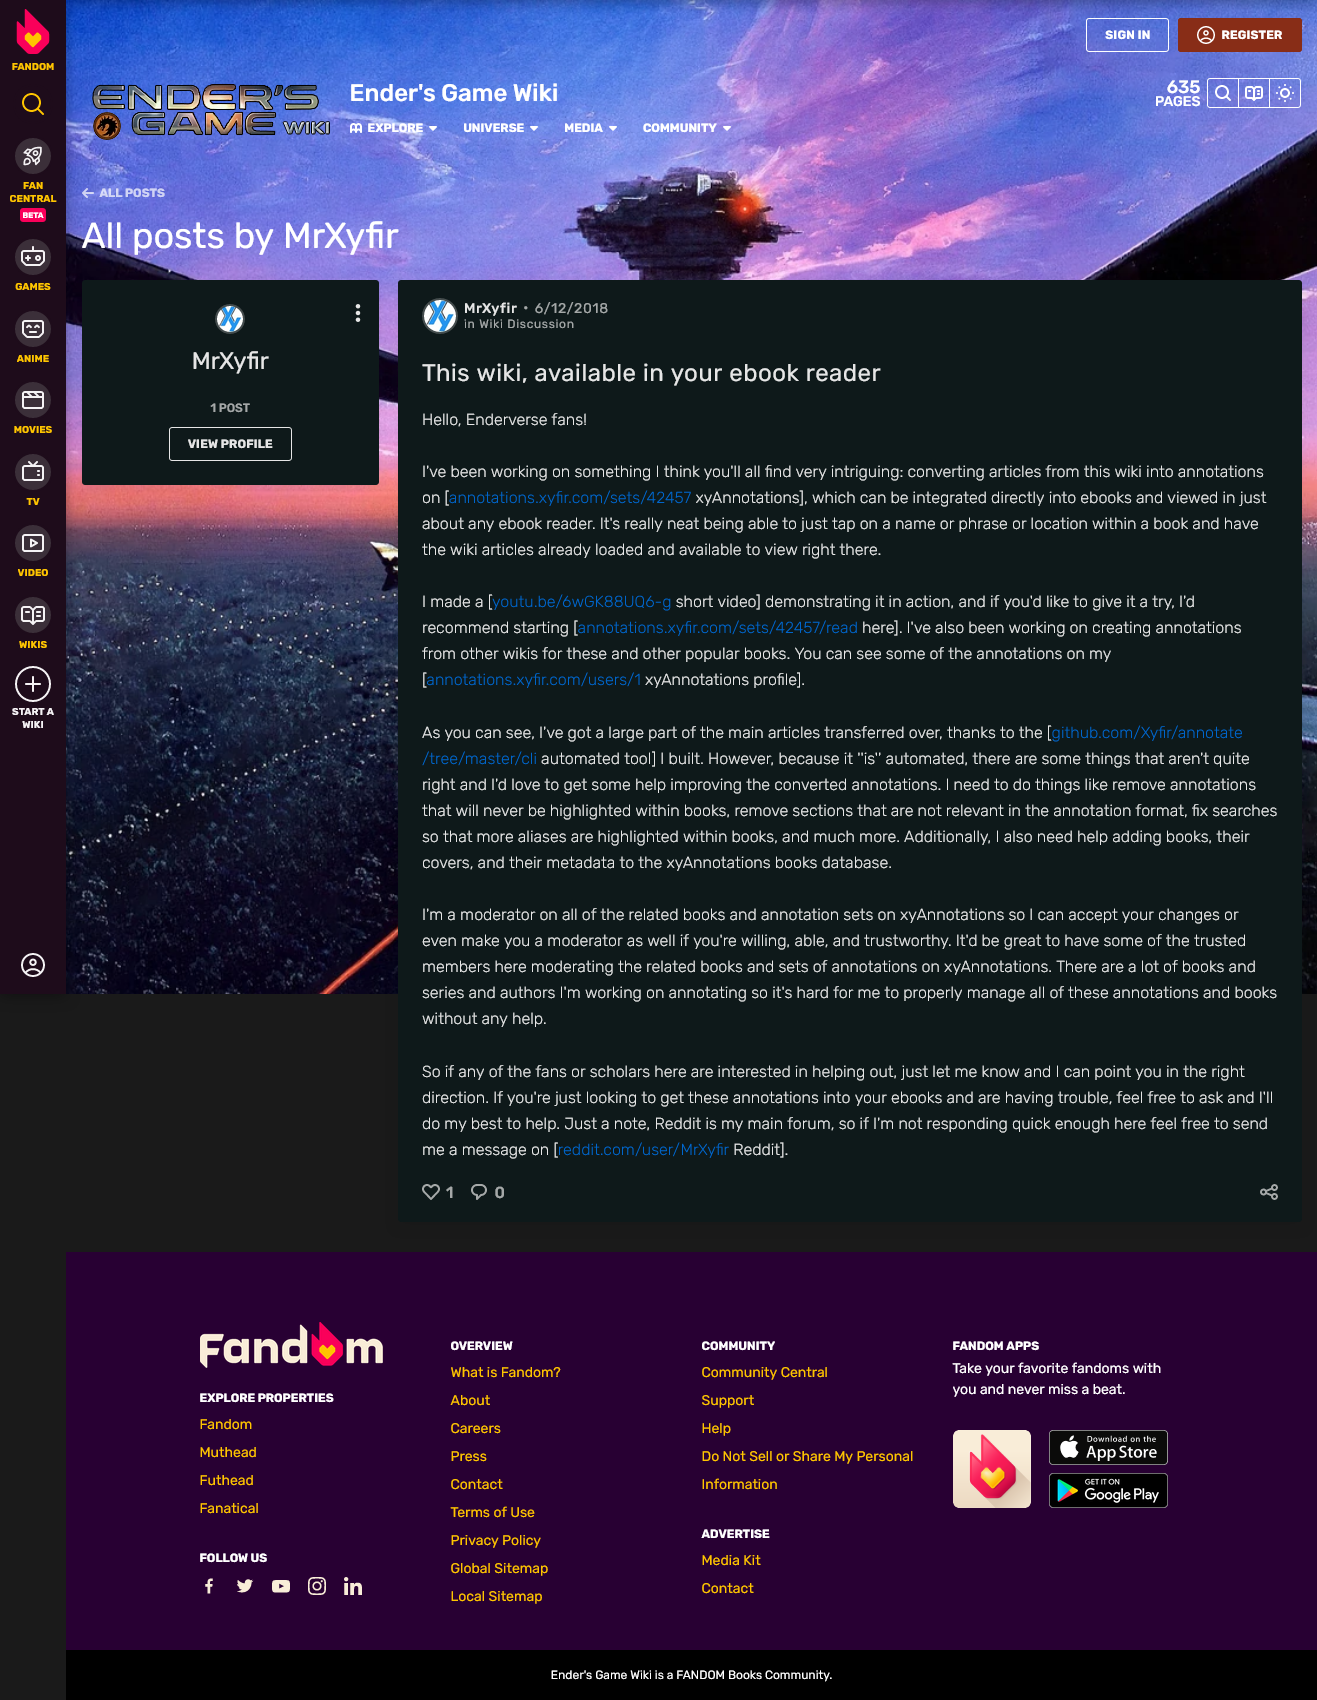 FANDOM
FAN
CENTRAL
BETA
GAMES
ANIME
MOVIES
TV
VIDEO
WIKIS
START A
WIKI
SIGN IN
REGISTER
ENDER'S
GAME WIKI
Ender's Game Wiki
635
PAGES
EXPLORE
UNIVERSE
MEDIA
COMMUNITY
ALL POSTS
All posts by MrXyfir
Xy
MrXyfir
1 POST
VIEW PROFILE
Xy
MrXyfir • 6/12/2018
in Wiki Discussion
This wiki, available in your ebook reader
Hello, Enderverse fans!
I've been working on something I think you'll all find very intriguing: converting articles from this wiki into annotations
on [annotations.xyfir.com/sets/42457 xyAnnotations], which can be integrated directly into ebooks and viewed in just
about any ebook reader. It's really neat being able to just tap on a name or phrase or location within a book and have
the wiki articles already loaded and available to view right there.
I made a [youtu.be/6wGK88UQ6-g short video] demonstrating it in action, and if you'd like to give it a try, I'd
recommend starting [annotations.xyfir.com/sets/42457/read here]. I've also been working on creating annotations
from other wikis for these and other popular books. You can see some of the annotations on my
[annotations.xyfir.com/users/1 xyAnnotations profile].
As you can see, I've got a large part of the main articles transferred over, thanks to the [github.com/Xyfir/annotate
/tree/master/cli automated tool] I built. However, because it ''is'' automated, there are some things that aren't quite
right and I'd love to get some help improving the converted annotations. I need to do things like remove annotations
that will never be highlighted within books, remove sections that are not relevant in the annotation format, fix searches
so that more aliases are highlighted within books, and much more. Additionally, I also need help adding books, their
covers, and their metadata to the xyAnnotations books database.
I'm a moderator on all of the related books and annotation sets on xyAnnotations so I can accept your changes or
even make you a moderator as well if you're willing, able, and trustworthy. It'd be great to have some of the trusted
members here moderating the related books and sets of annotations on xyAnnotations. There are a lot of books and
series and authors I'm working on annotating so it's hard for me to properly manage all of these annotations and books
without any help.
So if any of the fans or scholars here are interested in helping out, just let me know and I can point you in the right
direction. If you're just looking to get these annotations into your ebooks and are having trouble, feel free to ask and I'll
do my best to help. Just a note, Reddit is my main forum, so if I'm not responding quick enough here feel free to send
me a message on [reddit.com/user/MrXyfir Reddit].
1
0
Fandom
EXPLORE PROPERTIES
Fandom
Muthead
Futhead
Fanatical
FOLLOW US
OVERVIEW
What is Fandom?
About
Careers
Press
Contact
Terms of Use
Privacy Policy
Global Sitemap
Local Sitemap
COMMUNITY
Community Central
Support
Help
Do Not Sell or Share My Personal
Information
ADVERTISE
Media Kit
Contact
FANDOM APPS
Take your favorite fandoms with
you and never miss a beat.
Download on the
App Store
GET IT ON
Google Play
Ender's Game Wiki is a FANDOM Books Community.